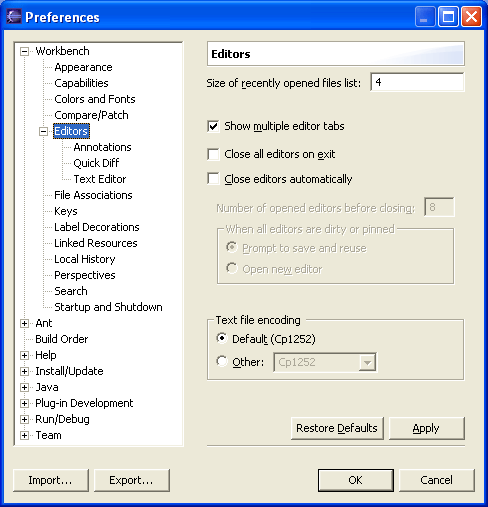 Preferences
Workbench
Appearance
Capabilities
Colors and Fonts
Compare/Patch
Editors
Annotations
Quick Diff
Text Editor
File Associations
Keys
Label Decorations
Linked Resources
Local History
Perspectives
Search
Startup and Shutdown
Ant
Build Order
Help
Install/Update
Java
Plug-in Development
Run/Debug
Team
Editors
Size of recently opened files list: 4
Show multiple editor tabs
Close all editors on exit
Close editors automatically
Number of opened editors before closing: 8
When all editors are dirty or pinned
Prompt to save and reuse
Open new editor
Text file encoding
Default (Cp1252)
Other: Cp1252
Restore Defaults Apply
Import... Export... OK Cancel